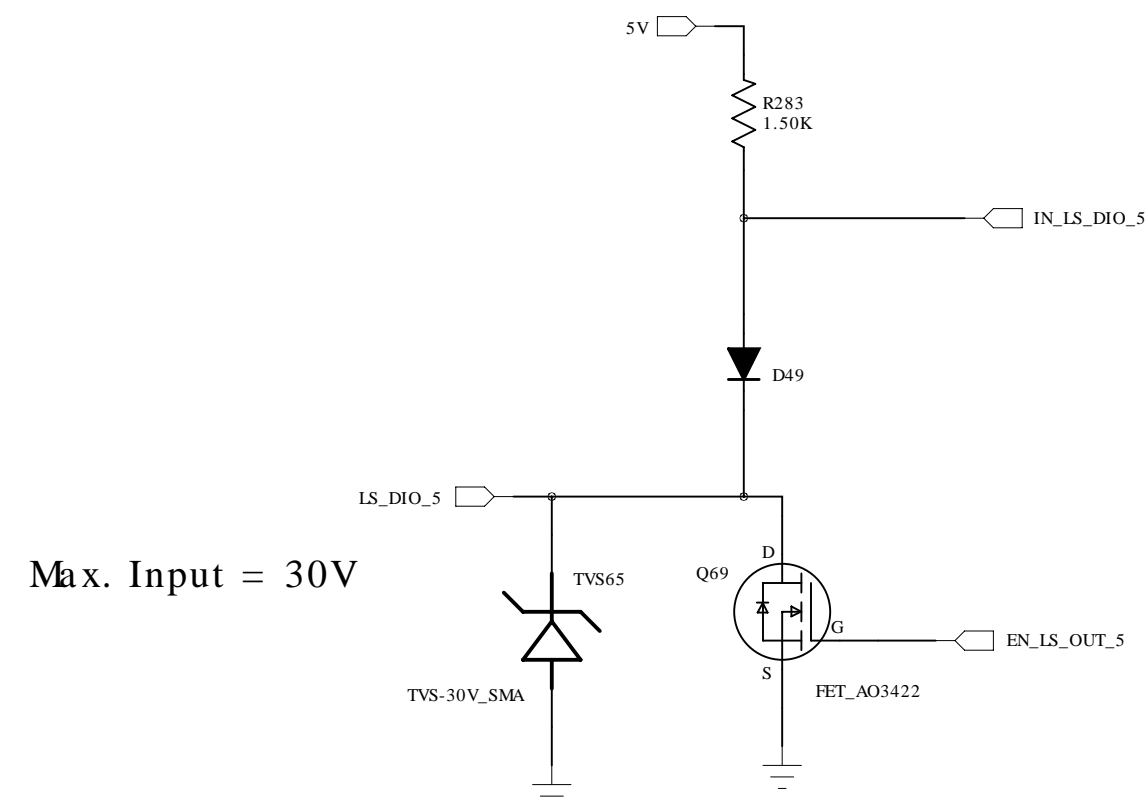 5V
R283
1.50K
IN_LS_DIO_5
D49
LS_DIO_5
Max. Input = 30V
TVS65
TVS-30V_SMA
Q69
D
G
S
EN_LS_OUT_5
FET_AO3422